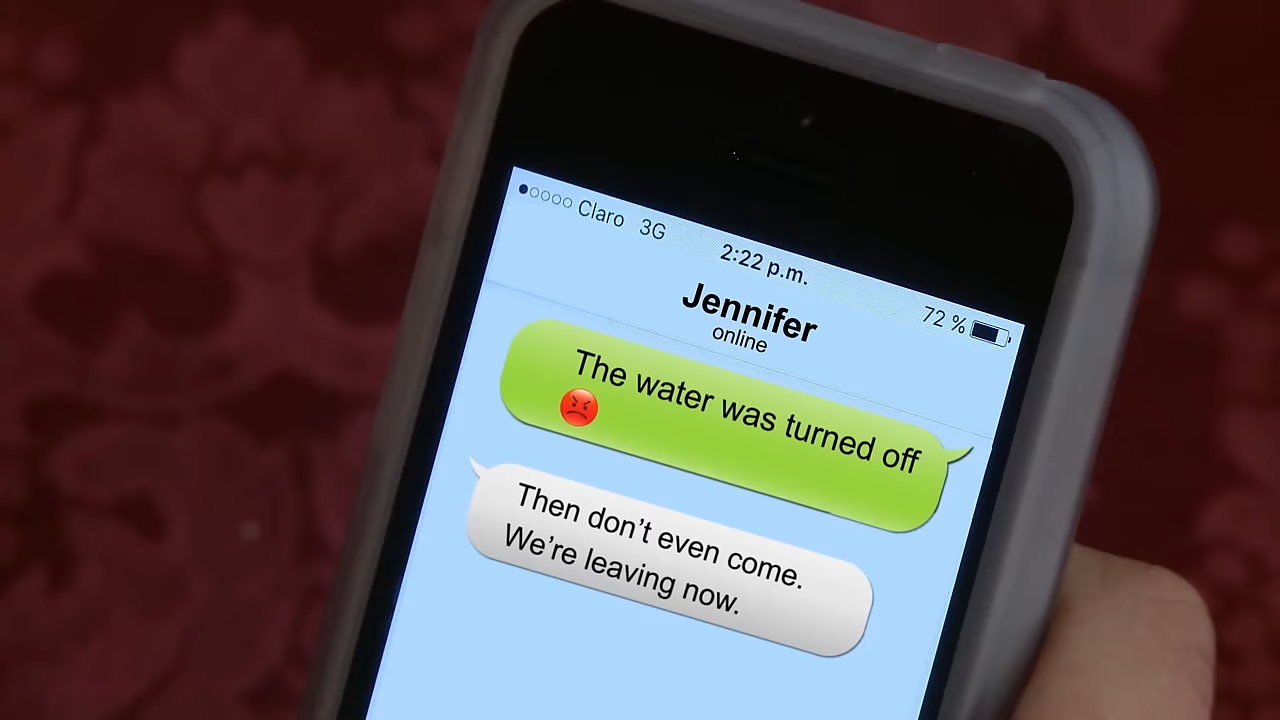 ●○○○○ Claro 3G 2:22 p.m. 72 %
Jennifer
online
The water was turned off
😡
Then don’t even come.
We’re leaving now.